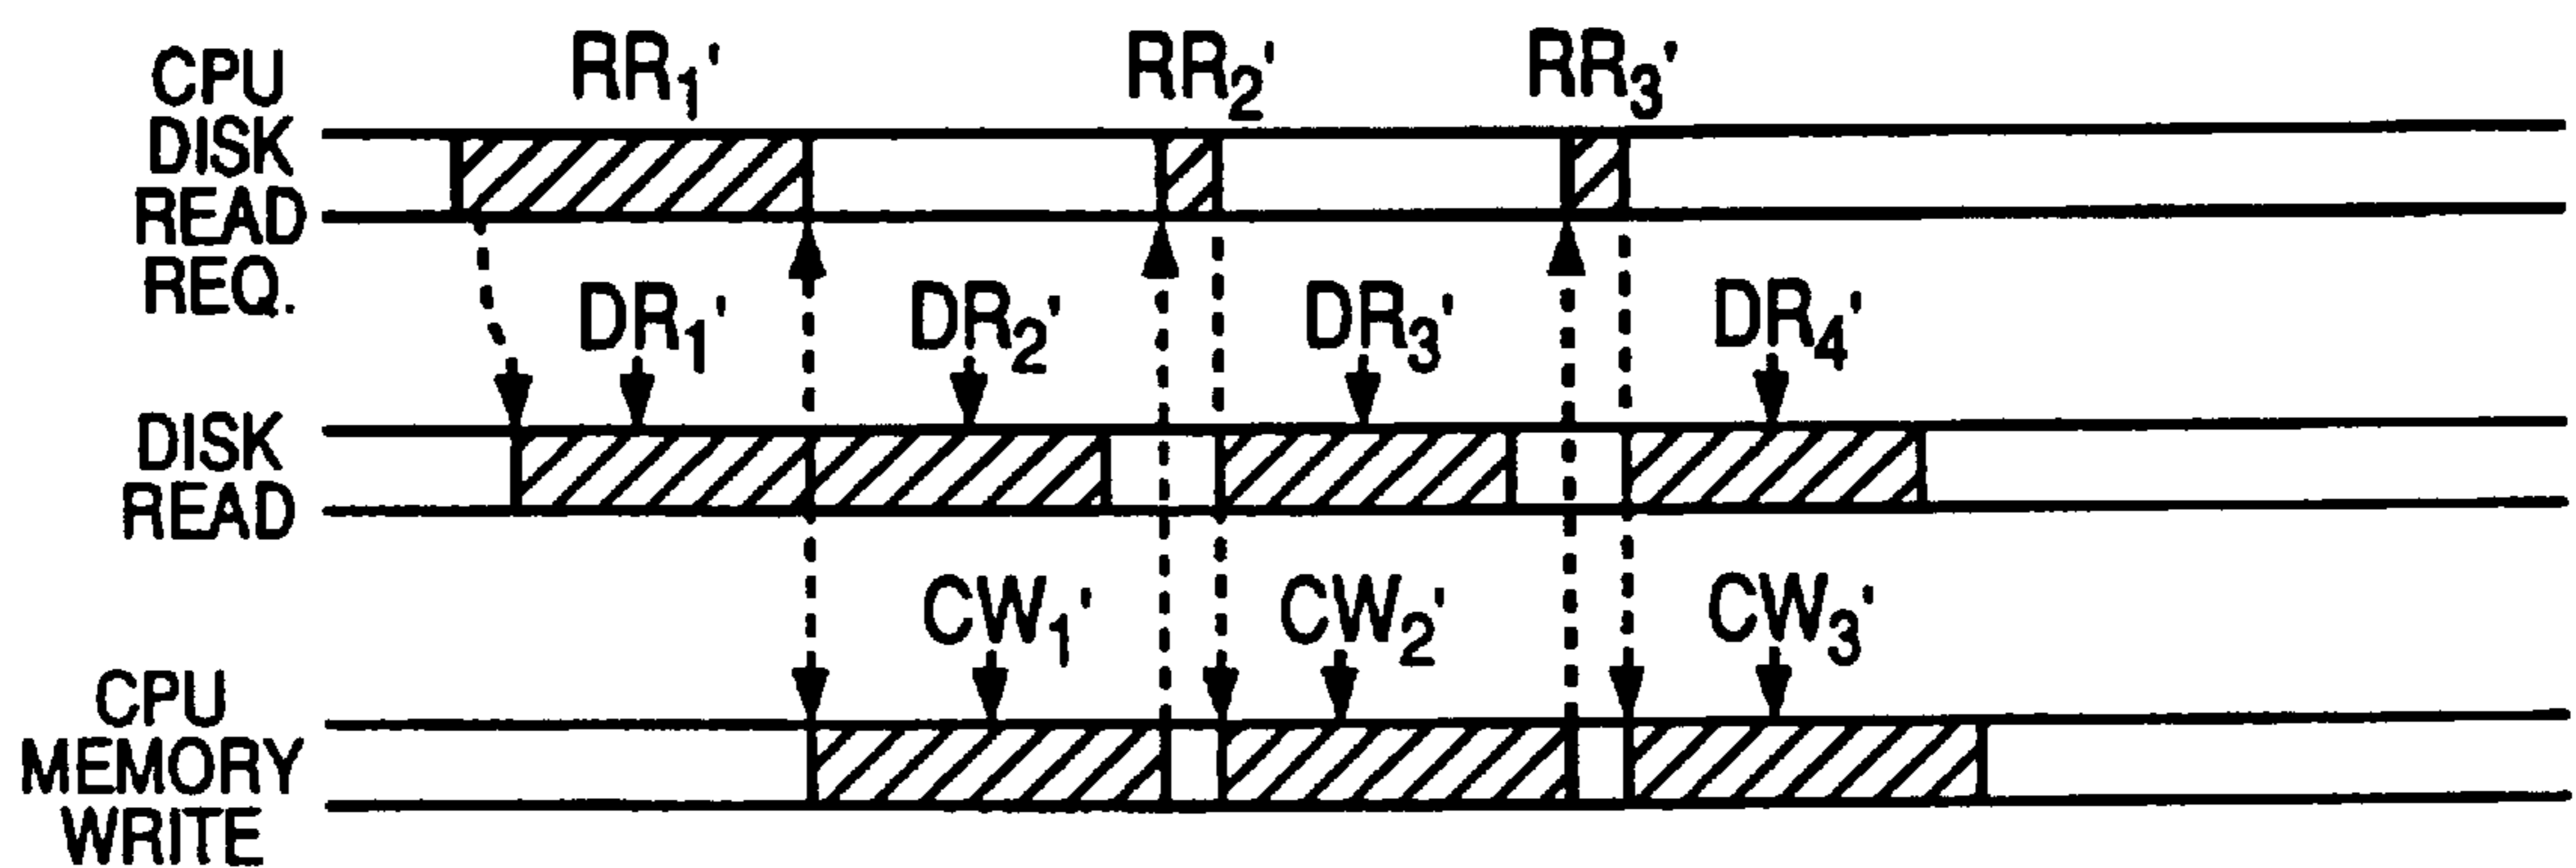 CPU
DISK
READ
REQ.
RR₁'
RR₂'
RR₃'
DR₁'
DR₂'
DR₃'
DR₄'
DISK
READ
CW₁'
CW₂'
CW₃'
CPU
MEMORY
WRITE